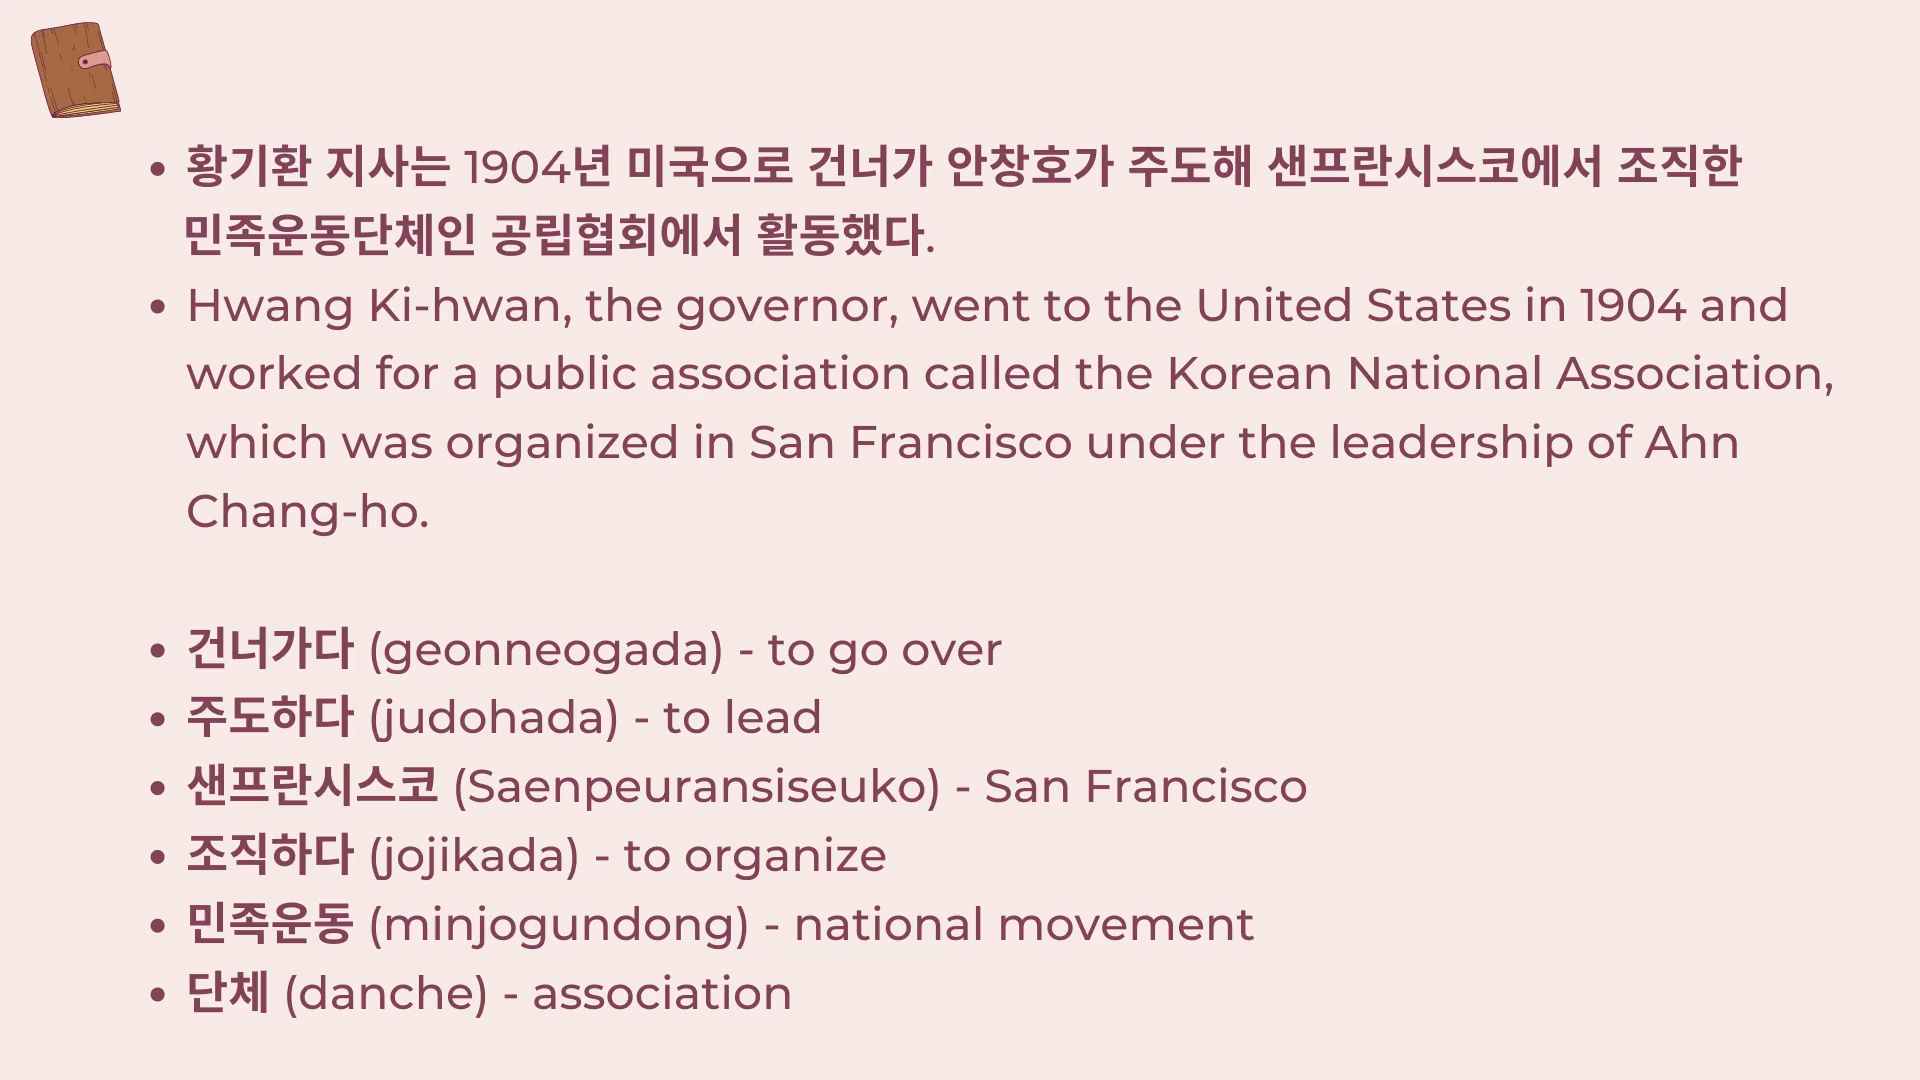 • 황기환 지사는 1904년 미국으로 건너가 안창호가 주도해 샌프란시스코에서 조직한
민족운동단체인 공립협회에서 활동했다.
• Hwang Ki-hwan, the governor, went to the United States in 1904 and
worked for a public association called the Korean National Association,
which was organized in San Francisco under the leadership of Ahn
Chang-ho.
• 건너가다 (geonneogada) - to go over
• 주도하다 (judohada) - to lead
• 샌프란시스코 (Saenpeuransiseuko) - San Francisco
• 조직하다 (jojikada) - to organize
• 민족운동 (minjogundong) - national movement
• 단체 (danche) - association